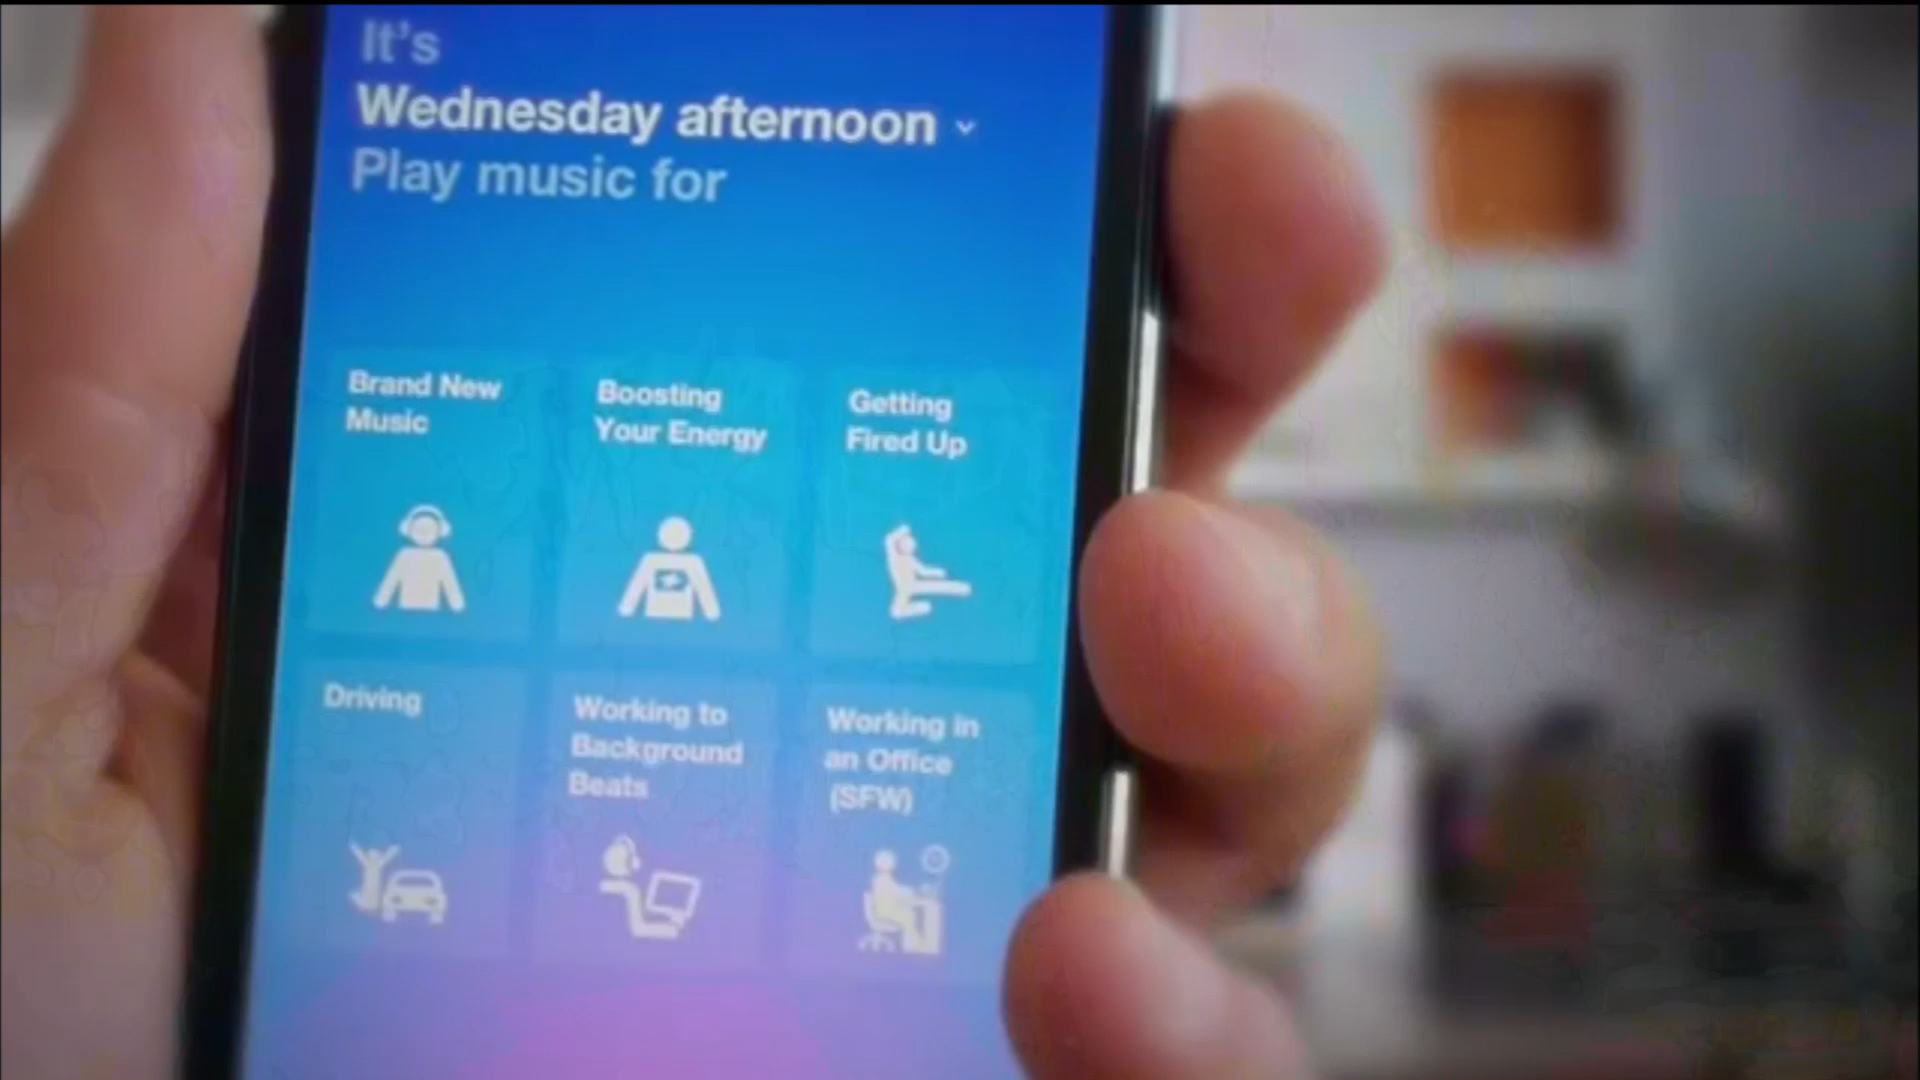 It's
Wednesday afternoon
Play music for
Brand New
Music
Boosting
Your Energy
Getting
Fired Up
Driving
Working to
Background
Beats
Working in
an Office
(SFW)